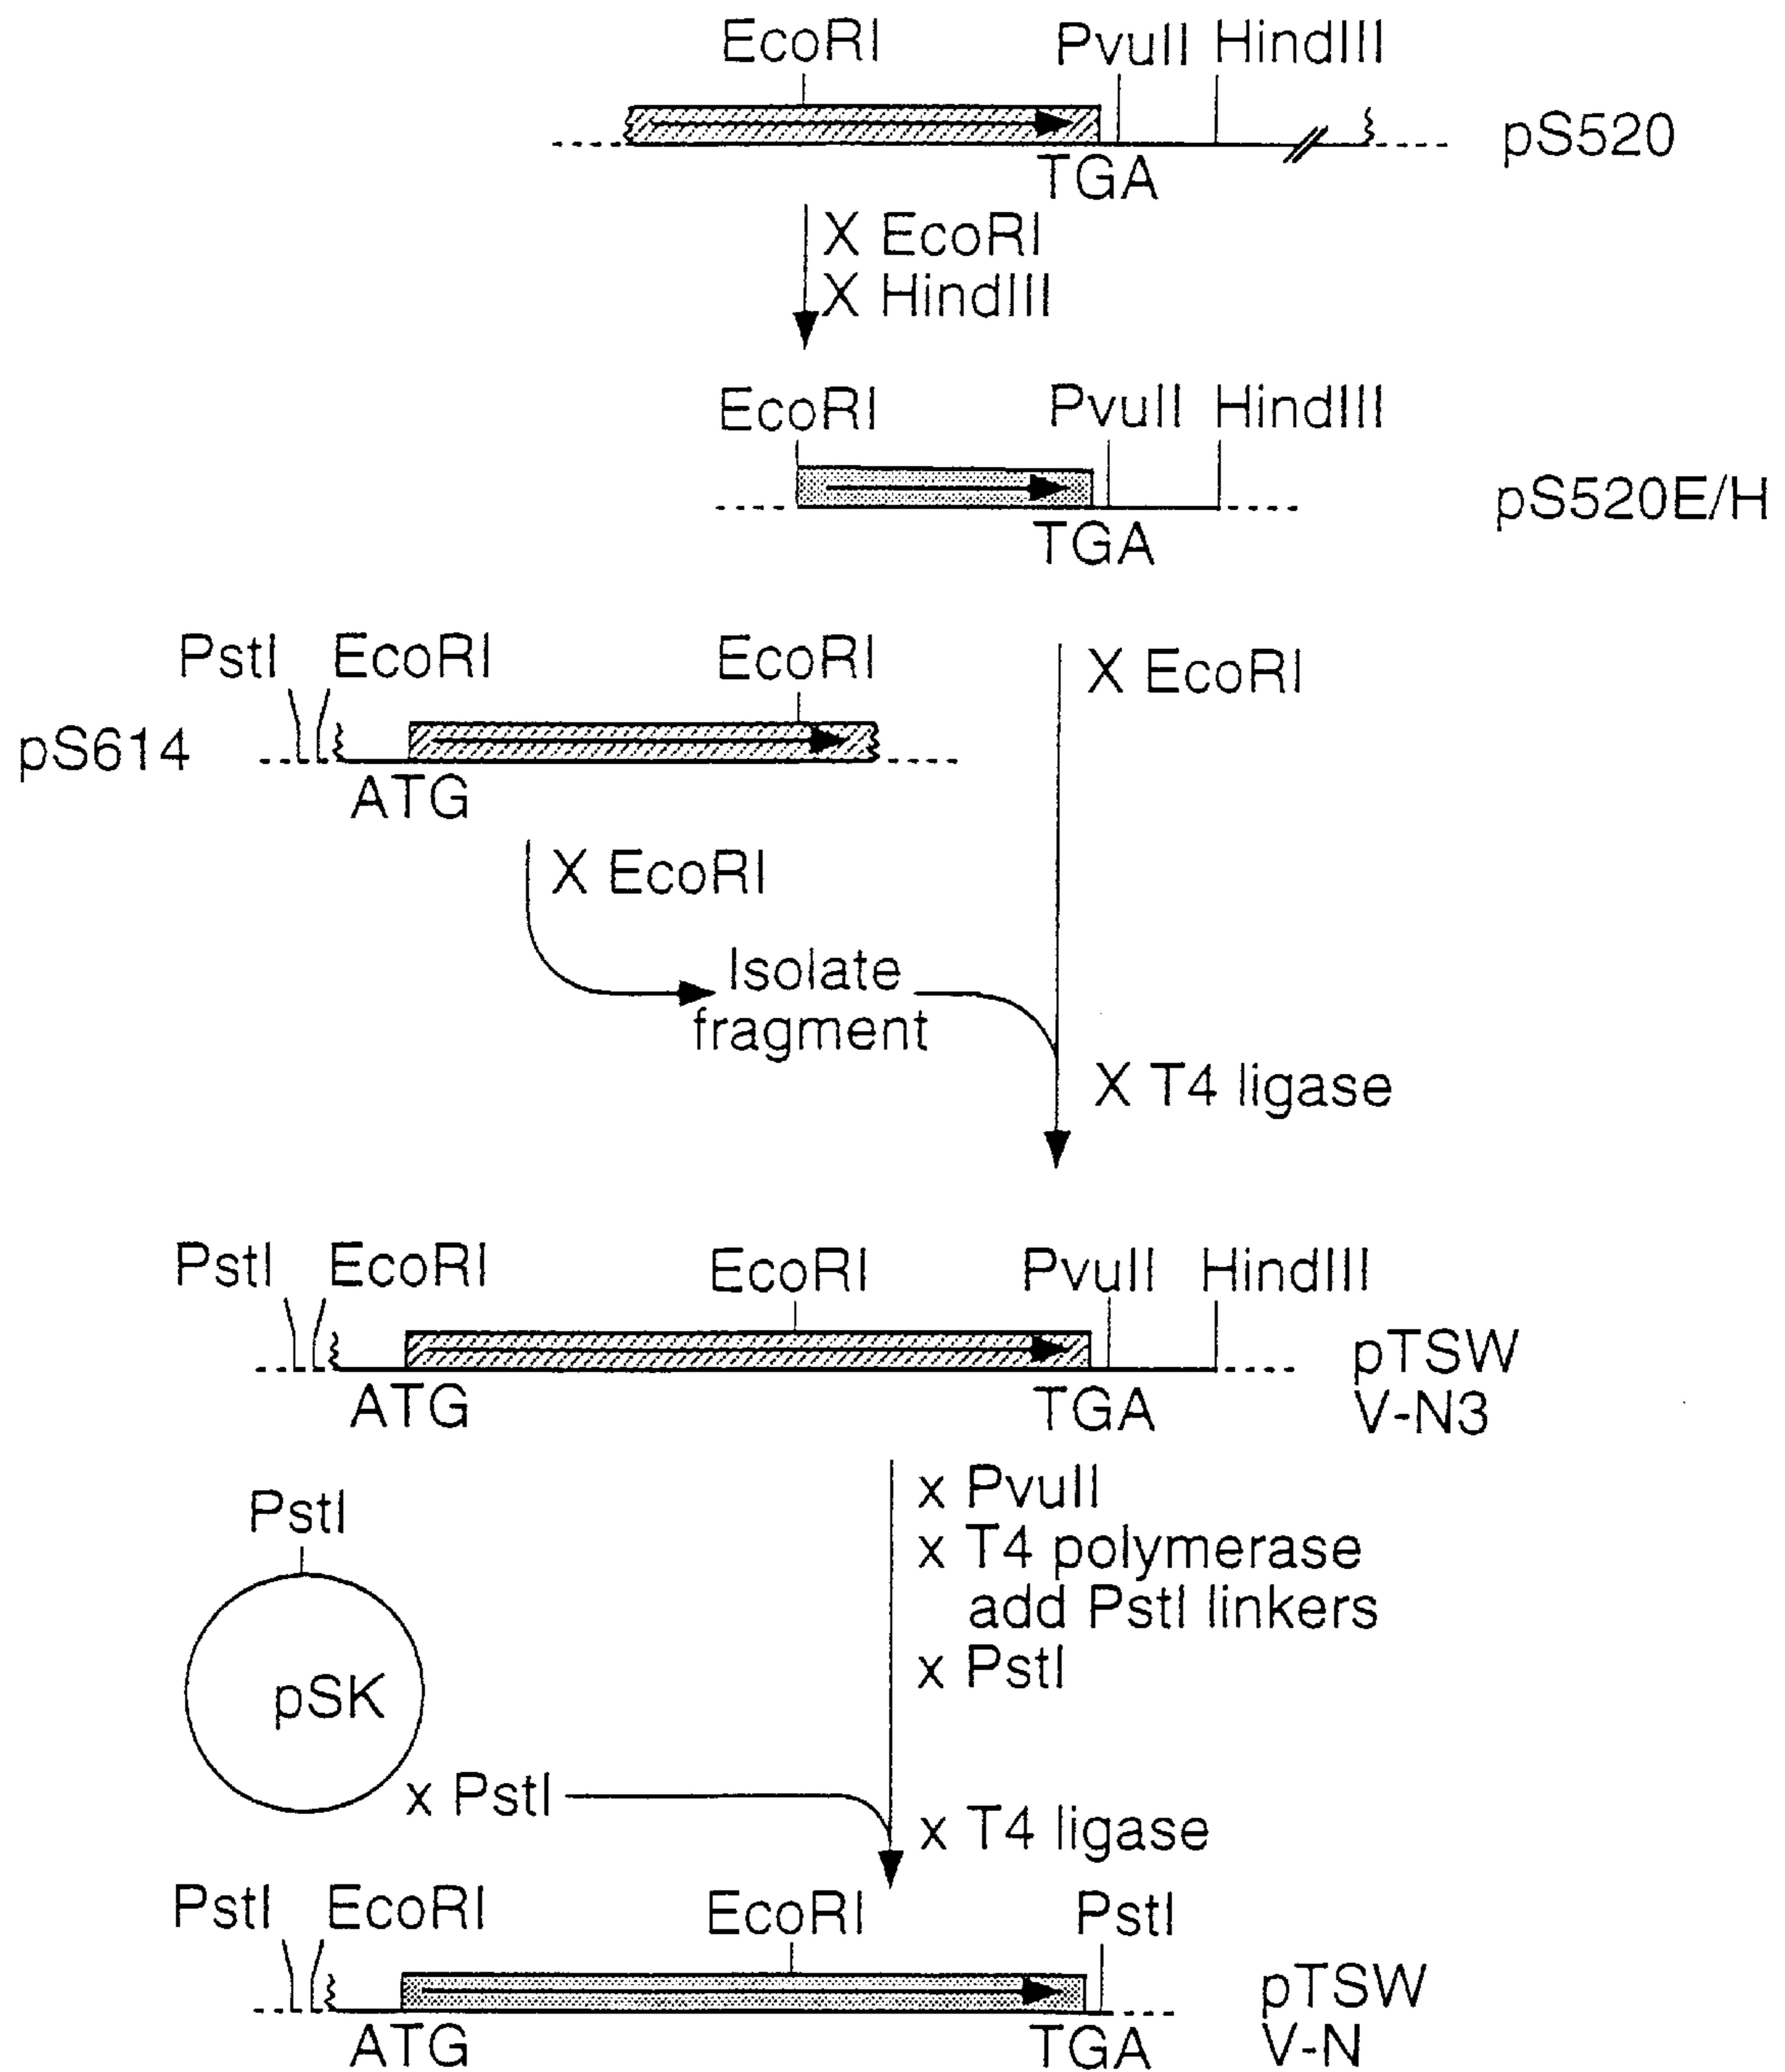 EcoRI PvuII HindIII
pS520
TGA
X EcoRI
X HindIII
EcoRI PvuII HindIII
pS520E/H
TGA
PstI EcoRI EcoRI
X EcoRI
pS614
ATG
X EcoRI
Isolate
fragment
X T4 ligase
PstI EcoRI EcoRI PvuII HindIII
pTSW
V-N3
ATG TGA
x PvuII
x T4 polymerase
add PstI linkers
x PstI
PstI
pSK
x PstI
x T4 ligase
PstI EcoRI EcoRI PstI
pTSW
V-N
ATG TGA